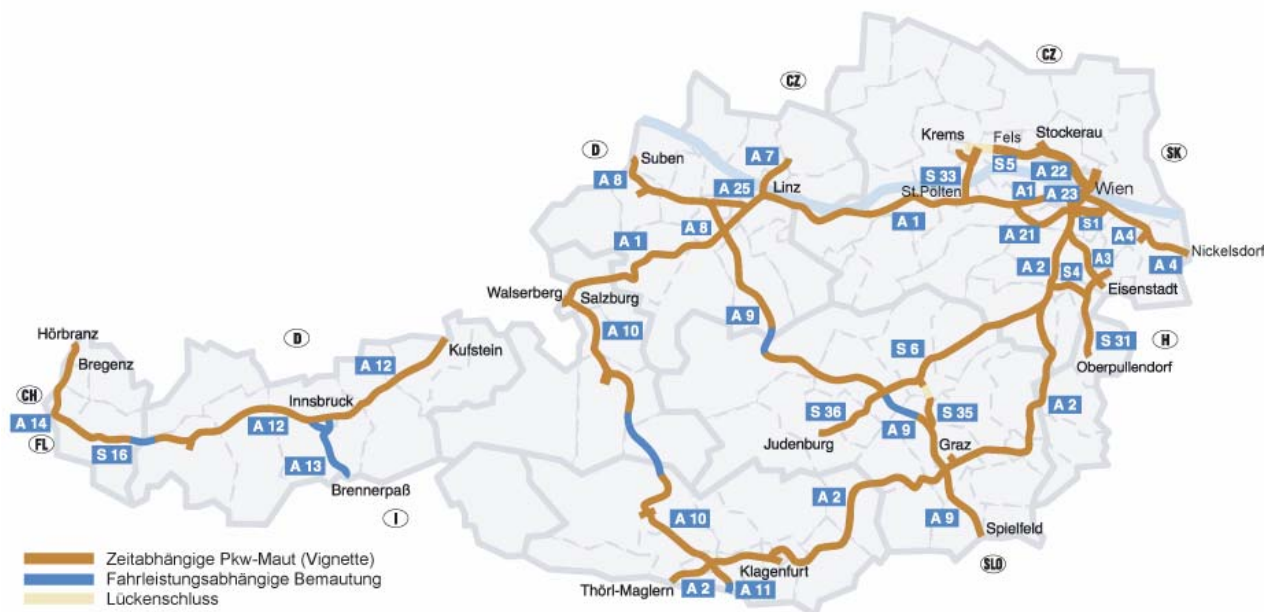 CZ
CZ
Krems
Fels
Stockerau
D
Suben
A 7
SK
A 8
A 25
Linz
S 33
S5
A 22
St.Pölten
A1
A 23
Wien
A 8
A 1
A 1
A 21
S1
A4
Nickelsdorf
A 2
S4
A3
A 4
Eisenstadt
Walserberg
Salzburg
A 10
A 9
Hörbranz
D
Bregenz
A 12
Kufstein
S 6
S 31
H
Oberpullendorf
CH
Innsbruck
A 14
A 12
S 36
S 35
A 2
FL
S 16
Judenburg
A 9
Graz
A 13
Brennerpaß
A 2
I
A 10
A 9
Spielfeld
Zeitabhängige Pkw-Maut (Vignette)
SLO
Fahrleistungsabhängige Bemautung
Klagenfurt
Thörl-Maglern
A 2
A 11
Lückenschluss